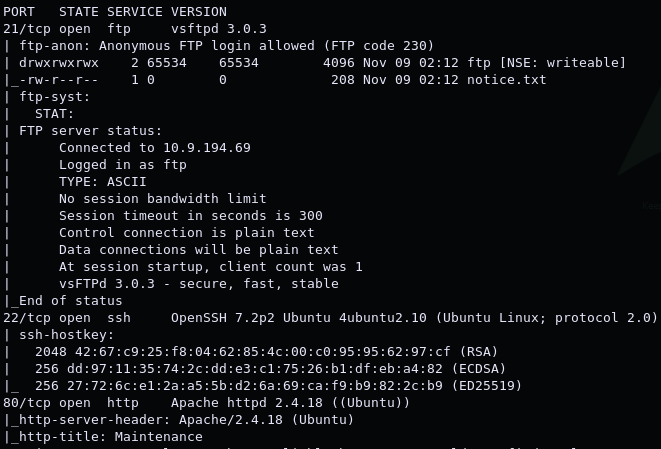 PORT   STATE SERVICE VERSION
21/tcp open  ftp     vsftpd 3.0.3
| ftp-anon: Anonymous FTP login allowed (FTP code 230)
| drwxrwxrwx    2 65534    65534        4096 Nov 09 02:12 ftp [NSE: writeable]
|_-rw-r--r--    1 0        0             208 Nov 09 02:12 notice.txt
| ftp-syst:
|   STAT:
| FTP server status:
|      Connected to 10.9.194.69
|      Logged in as ftp
|      TYPE: ASCII
|      No session bandwidth limit
|      Session timeout in seconds is 300
|      Control connection is plain text
|      Data connections will be plain text
|      At session startup, client count was 1
|      vsFTPd 3.0.3 - secure, fast, stable
|_End of status
22/tcp open  ssh     OpenSSH 7.2p2 Ubuntu 4ubuntu2.10 (Ubuntu Linux; protocol 2.0)
| ssh-hostkey:
|   2048 42:67:c9:25:f8:04:62:85:4c:00:c0:95:95:62:97:cf (RSA)
|   256 dd:97:11:35:74:2c:dd:e3:c1:75:26:b1:df:eb:a4:82 (ECDSA)
|_  256 27:72:6c:e1:2a:a5:5b:d2:6a:69:ca:f9:b9:82:2c:b9 (ED25519)
80/tcp open  http    Apache httpd 2.4.18 ((Ubuntu))
|_http-server-header: Apache/2.4.18 (Ubuntu)
|_http-title: Maintenance